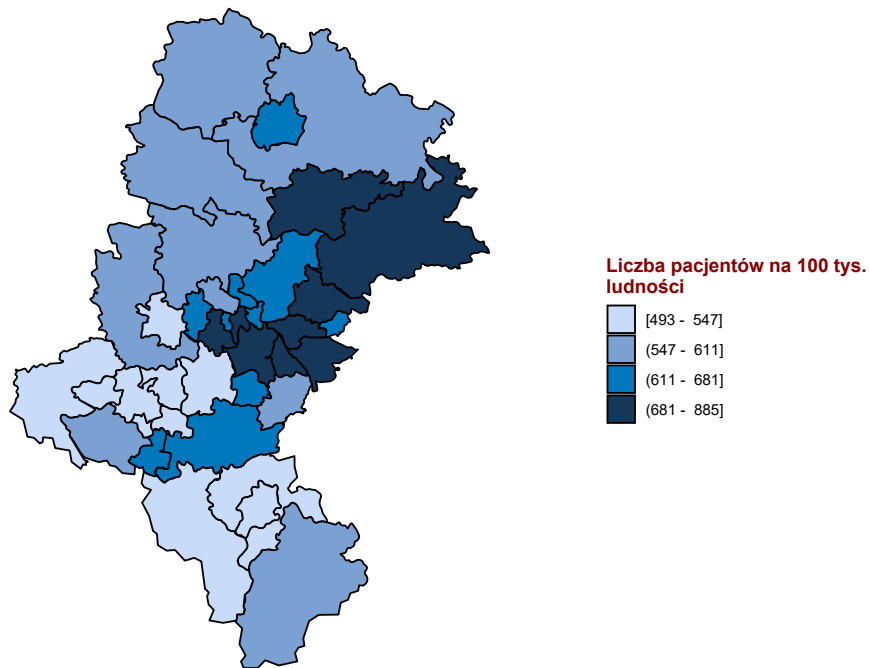 Liczba pacjentów na 100 tys.
ludności
[493 - 547]
(547 - 611]
(611 - 681]
(681 - 885]